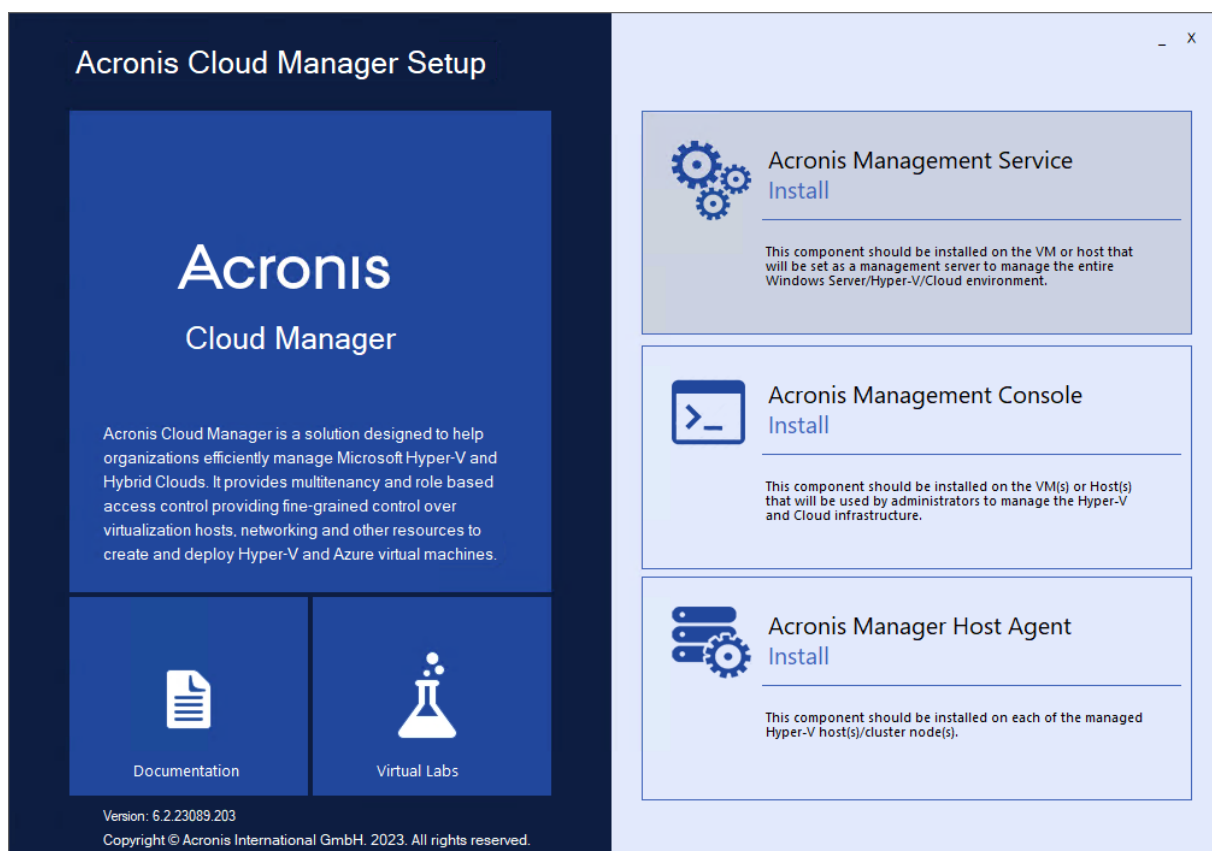 Acronis Cloud Manager Setup
_ X
Acronis
Cloud Manager
Acronis Cloud Manager is a solution designed to help
organizations efficiently manage Microsoft Hyper-V and
Hybrid Clouds. It provides multitenancy and role based
access control providing fine-grained control over
virtualization hosts, networking and other resources to
create and deploy Hyper-V and Azure virtual machines.
Documentation
Virtual Labs
Version: 6.2.23089.203
Copyright © Acronis International GmbH. 2023. All rights reserved.
Acronis Management Service
Install
This component should be installed on the VM or host that
will be set as a management server to manage the entire
Windows Server/Hyper-V/Cloud environment.
Acronis Management Console
Install
This component should be installed on the VM(s) or Host(s)
that will be used by administrators to manage the Hyper-V
and Cloud infrastructure.
Acronis Manager Host Agent
Install
This component should be installed on each of the managed
Hyper-V host(s)/cluster node(s).